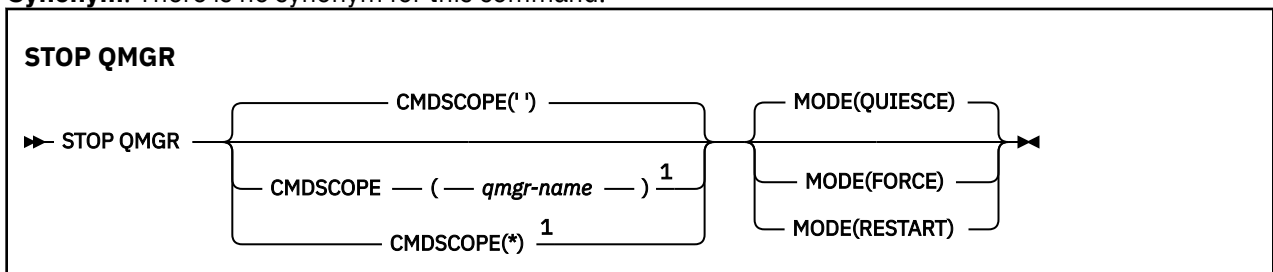 Synonym: There is no synonym for this command.
STOP QMGR
CMDSCOPE(' ') MODE(QUIESCE)
STOP QMGR
CMDSCOPE ( qmgr-name ) 1 MODE(FORCE)
CMDSCOPE(*) 1 MODE(RESTART)